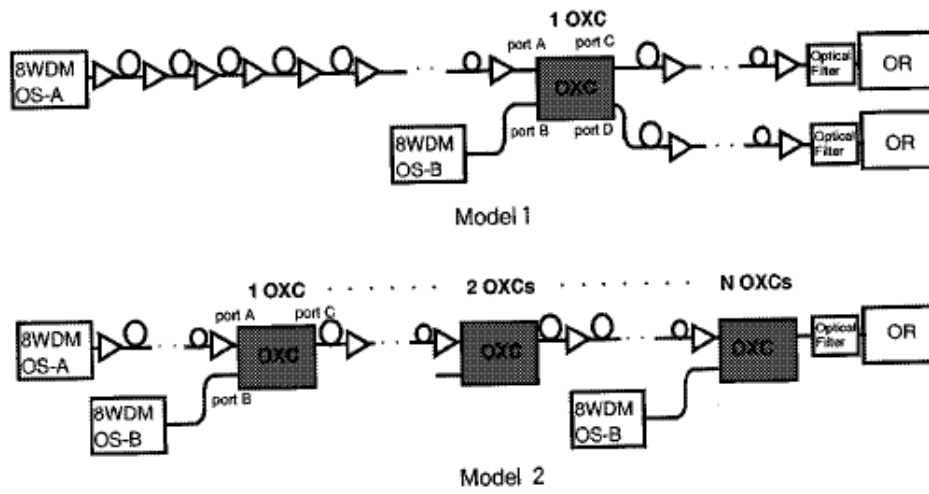 1 OXC
port A
port C
8WDM
OS-A
OXC
Optical
Filter
OR
port B
port D
8WDM
OS-B
Optical
Filter
OR
Model 1
1 OXC
2 OXCs
N OXCs
port A
port C
8WDM
OS-A
OXC
OXC
OXC
Optical
Filter
OR
port B
8WDM
OS-B
8WDM
OS-B
Model 2